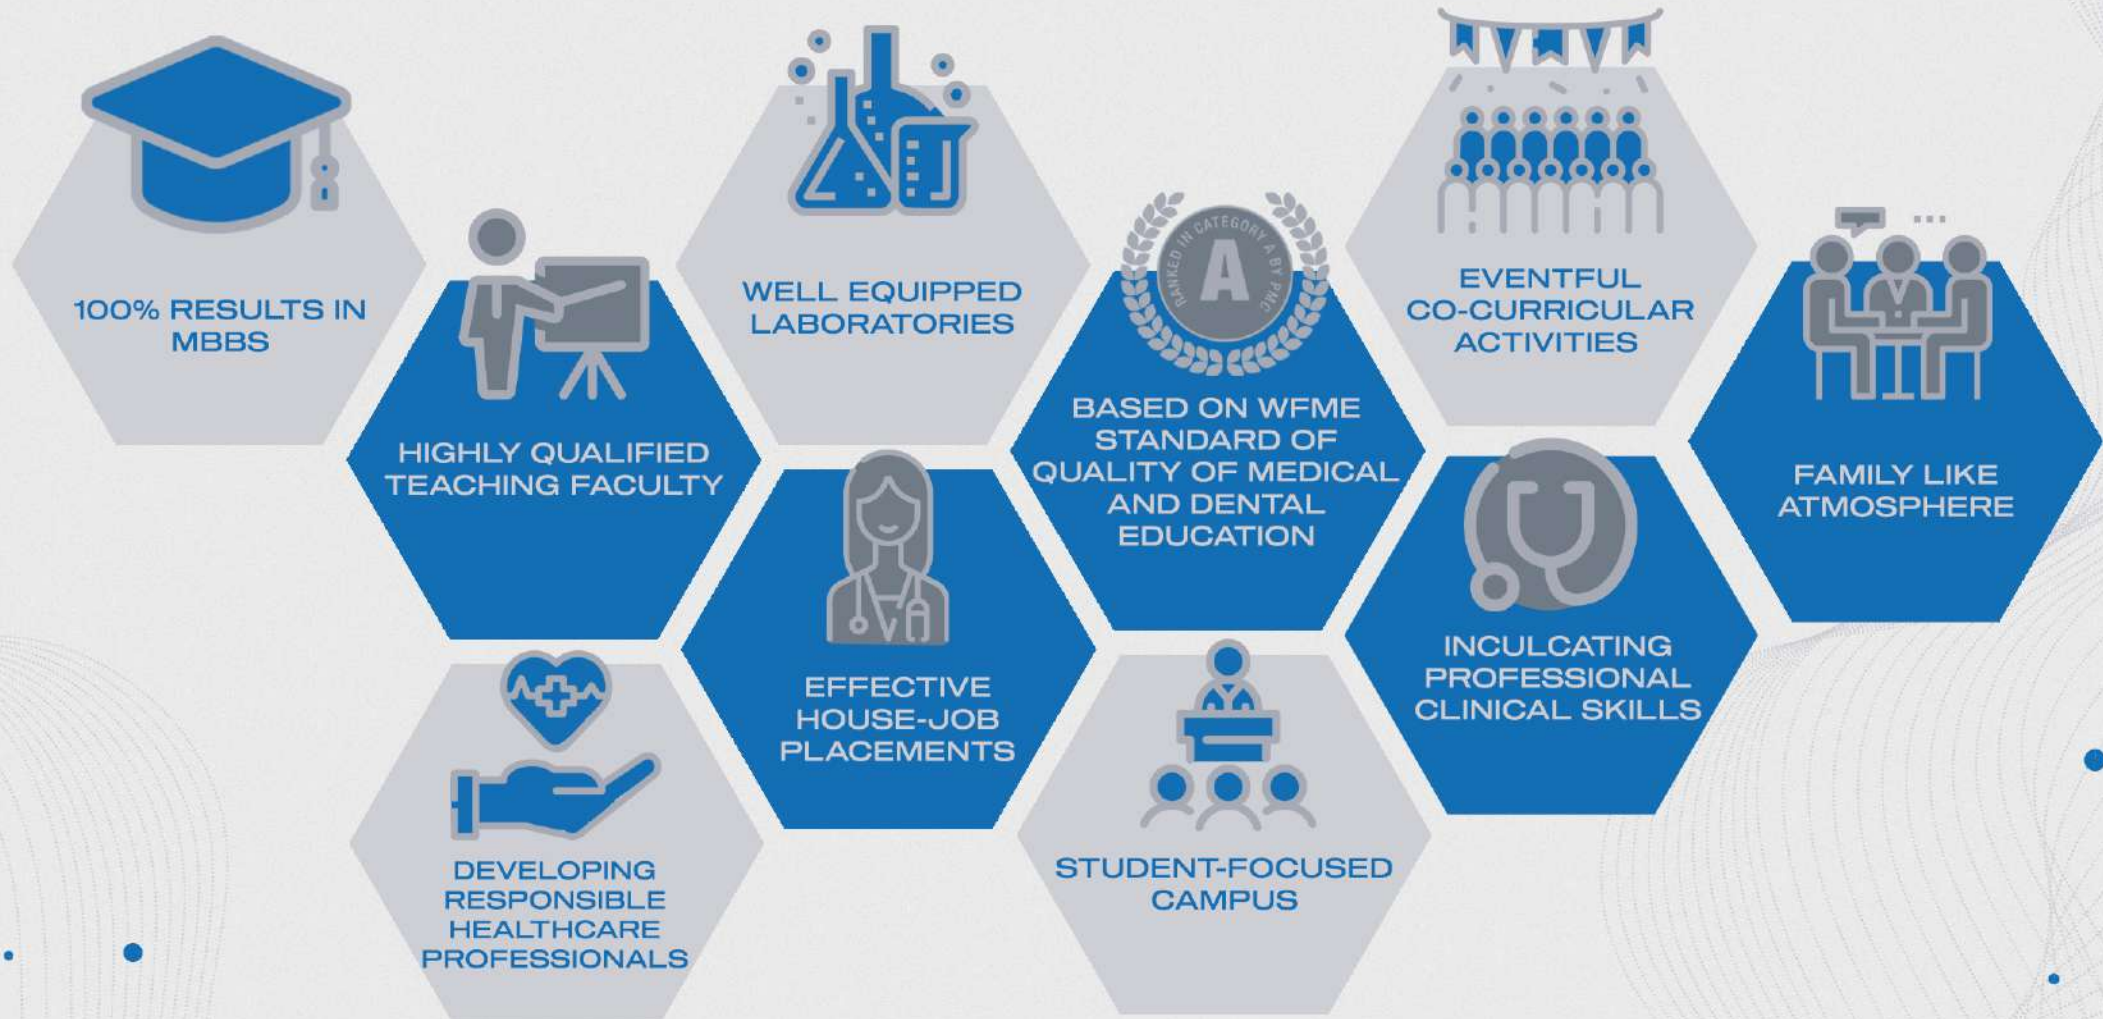 100% RESULTS IN
MBBS
HIGHLY QUALIFIED
TEACHING FACULTY
WELL EQUIPPED
LABORATORIES
RANKED IN CATEGORY A BY PMC
A
BASED ON WFME
STANDARD OF
QUALITY OF MEDICAL
AND DENTAL
EDUCATION
EVENTFUL
CO-CURRICULAR
ACTIVITIES
FAMILY LIKE
ATMOSPHERE
DEVELOPING
RESPONSIBLE
HEALTHCARE
PROFESSIONALS
EFFECTIVE
HOUSE-JOB
PLACEMENTS
STUDENT-FOCUSED
CAMPUS
INCULCATING
PROFESSIONAL
CLINICAL SKILLS